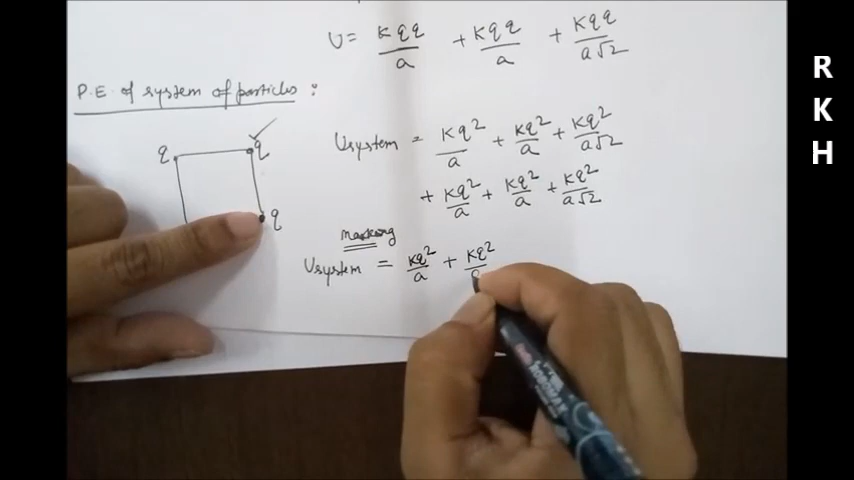 U = Kqq/a + Kqq/a + Kqq/a√2
P.E. of system of particles :
q q
q
Usystem = Kq²/a + Kq²/a + Kq²/a√2
+ Kq²/a + Kq²/a + Kq²/a√2
marking
Usystem = Kq²/a + Kq²/a
R
K
H